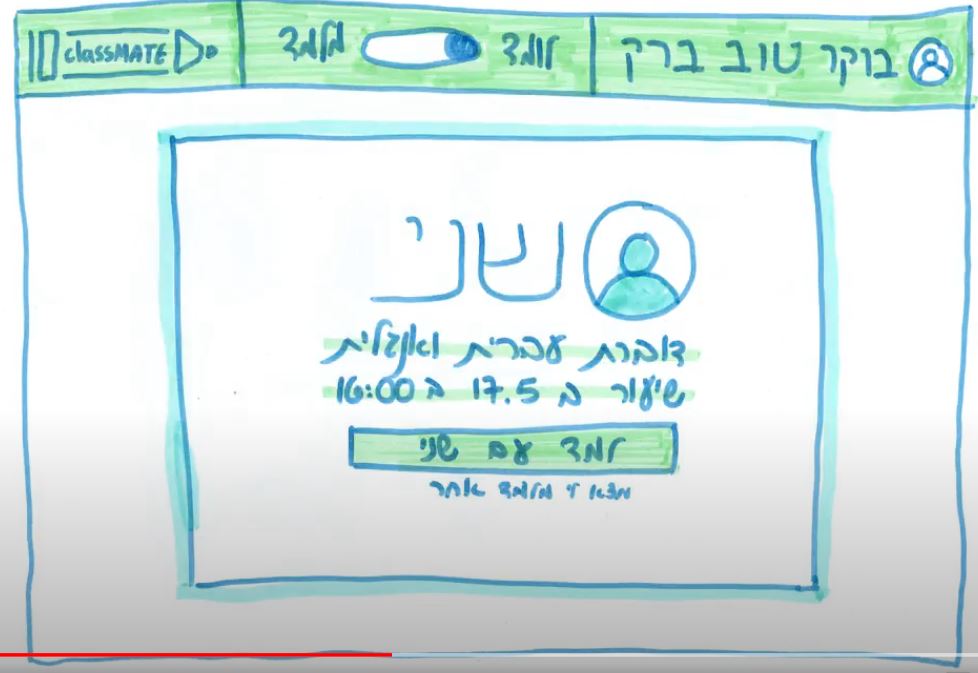 בוקר טוב ברק
לומד
מלמד
classMATE
שני
דוברת עברית ואנגלית
שיעור ב 17.5 ב 16:00
למד עם שני
מצא לי מלמד אחר